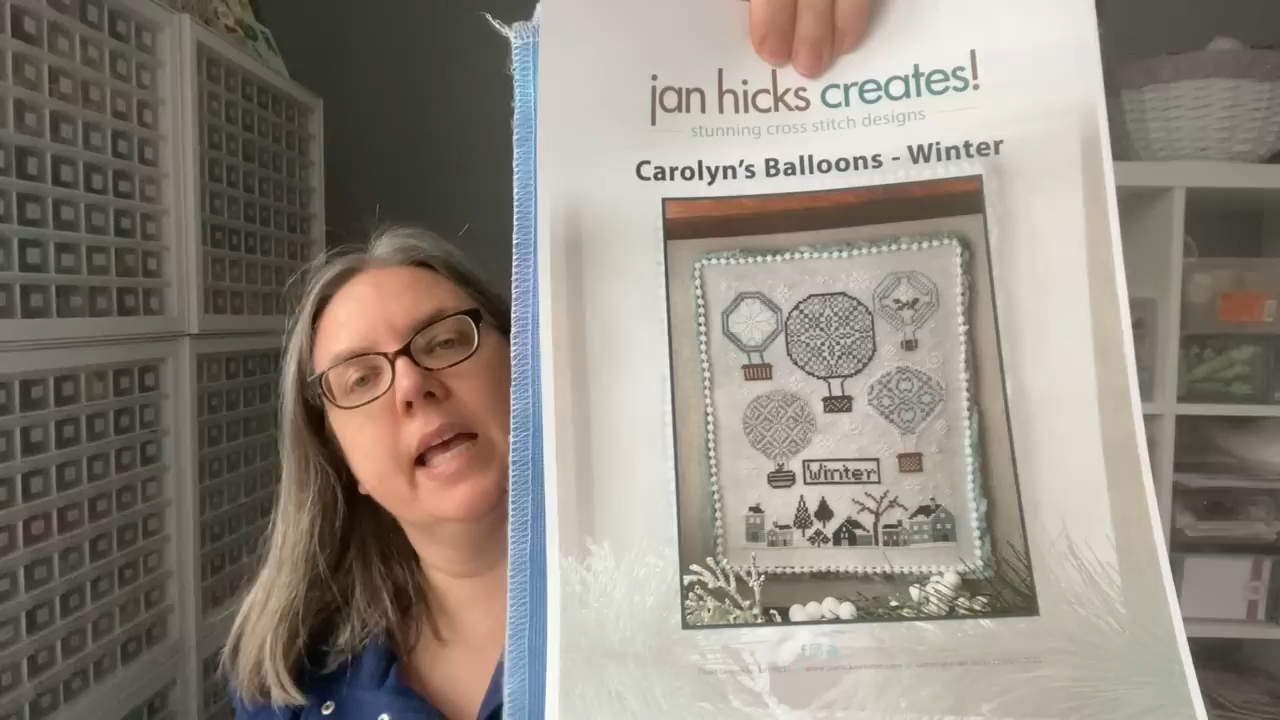 jan hicks creates!
stunning cross stitch designs
Carolyn's Balloons - Winter
Winter